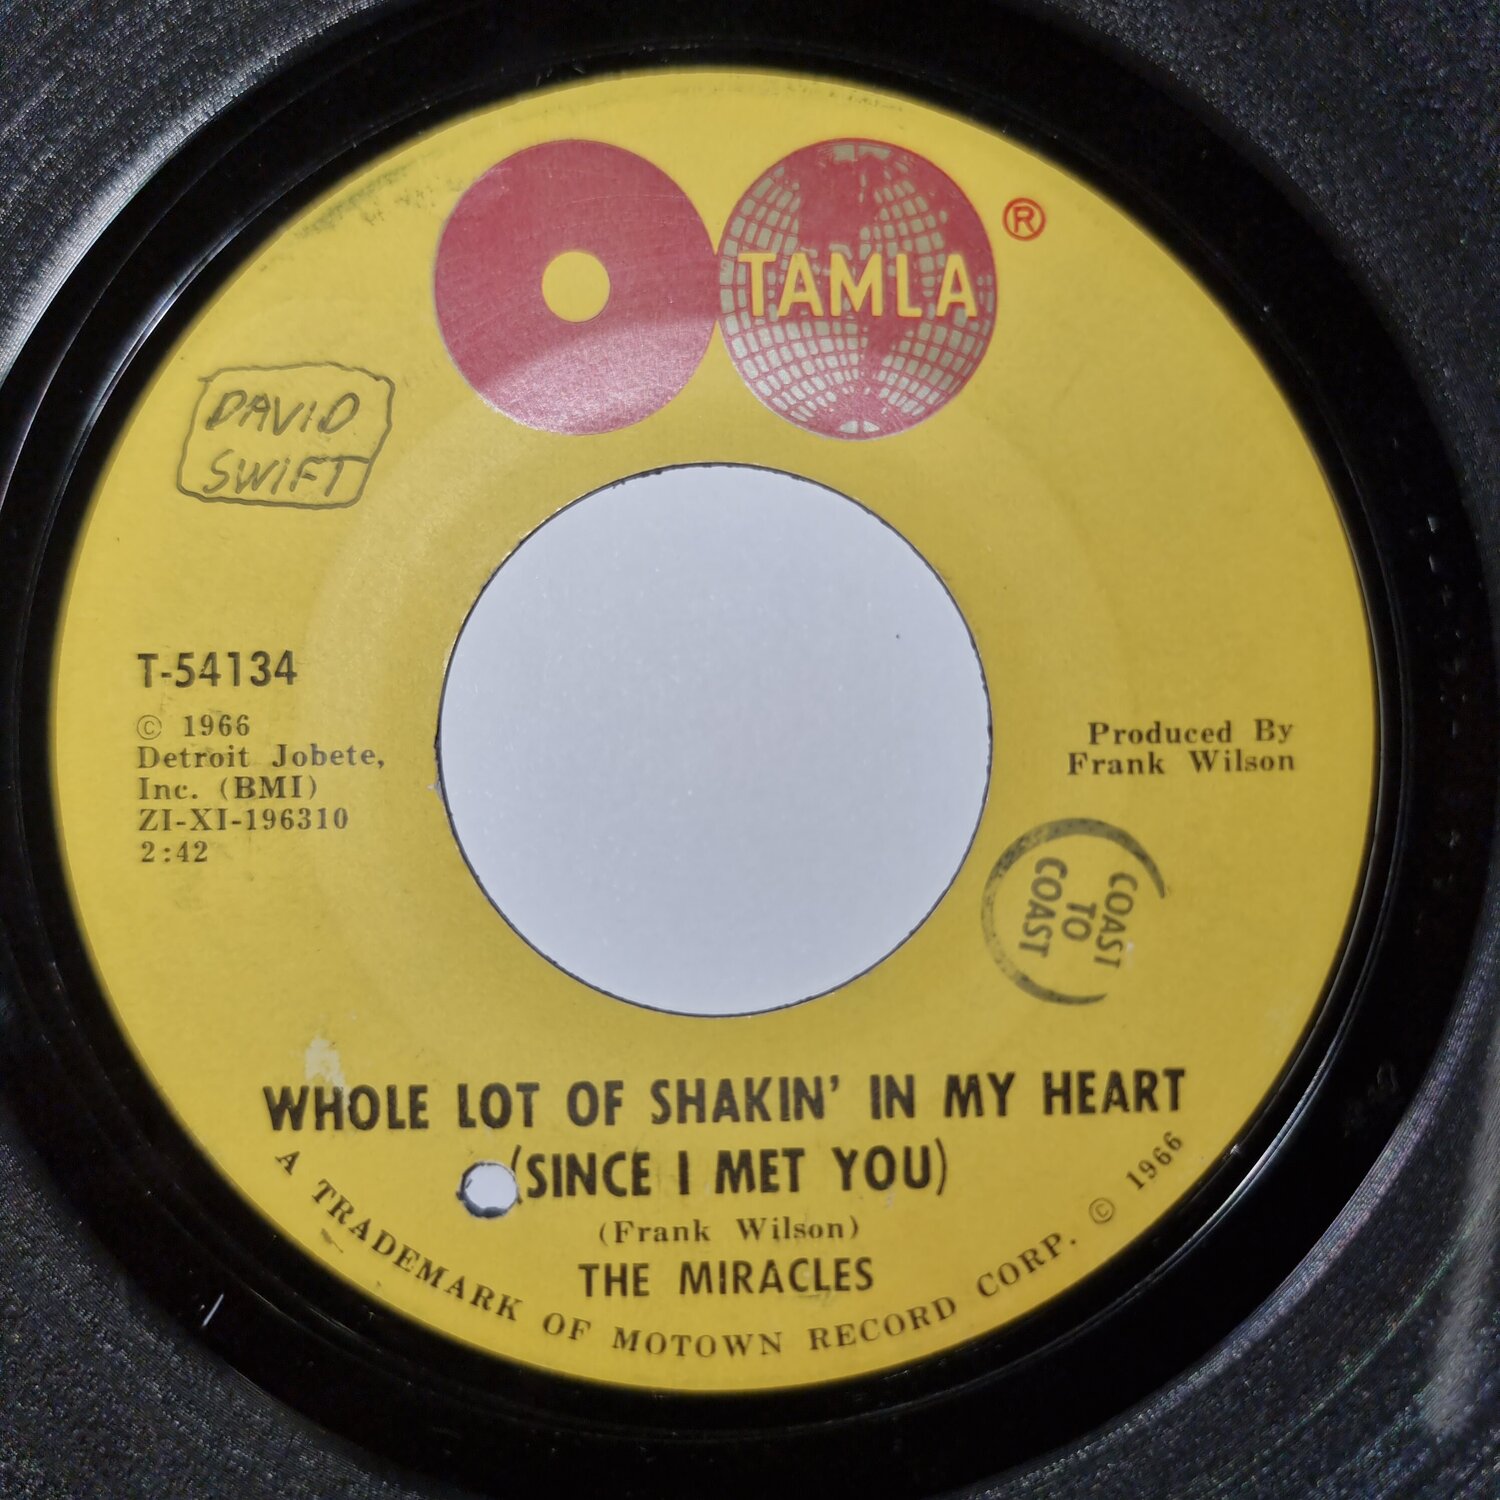 TAMLA ®
DAVID
SWIFT
T-54134
© 1966
Detroit Jobete,
Inc. (BMI)
ZI-XI-196310
2:42
Produced By
Frank Wilson
COAST
TO
COAST
WHOLE LOT OF SHAKIN' IN MY HEART
(SINCE I MET YOU)
(Frank Wilson)
THE MIRACLES
A TRADEMARK OF MOTOWN RECORD CORP. © 1966